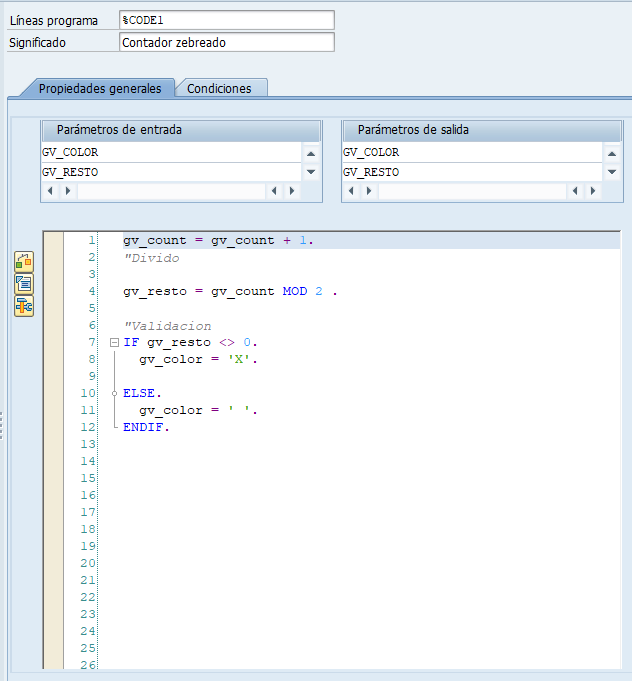 Líneas programa %CODE1
Significado Contador zebreado
Propiedades generales Condiciones
Parámetros de entrada Parámetros de salida
GV_COLOR GV_COLOR
GV_RESTO GV_RESTO
1 gv_count = gv_count + 1.
2 "Divido
3
4 gv_resto = gv_count MOD 2 .
5
6 "Validacion
7 IF gv_resto <> 0.
8 gv_color = 'X'.
9
10 ELSE.
11 gv_color = ' '.
12 ENDIF.
13
14
15
16
17
18
19
20
21
22
23
24
25
26